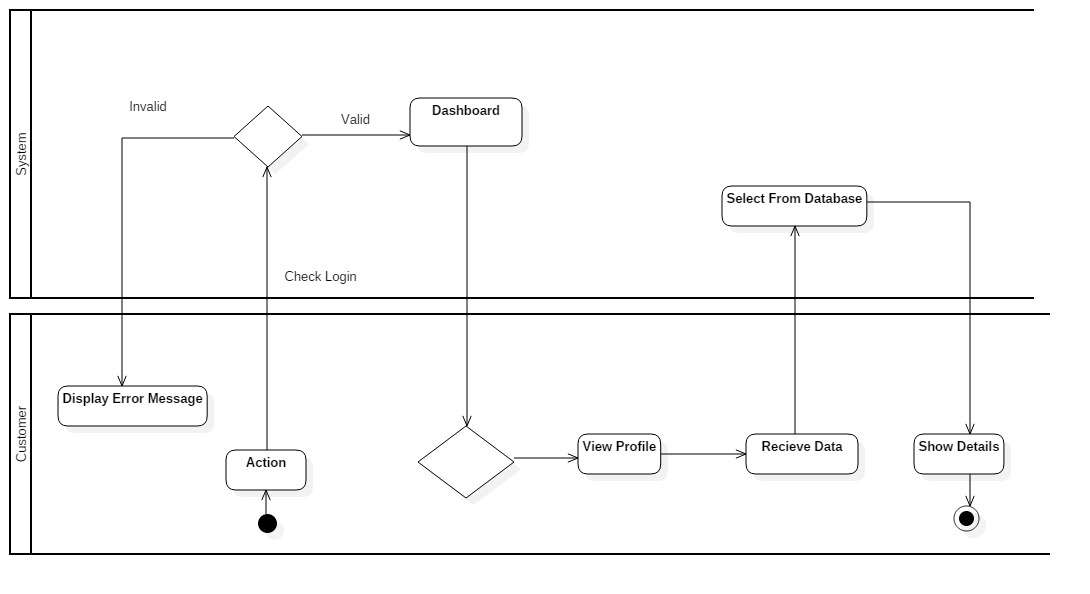 System
Invalid
Valid
Dashboard
Select From Database
Check Login
Customer
Display Error Message
Action
View Profile
Recieve Data
Show Details